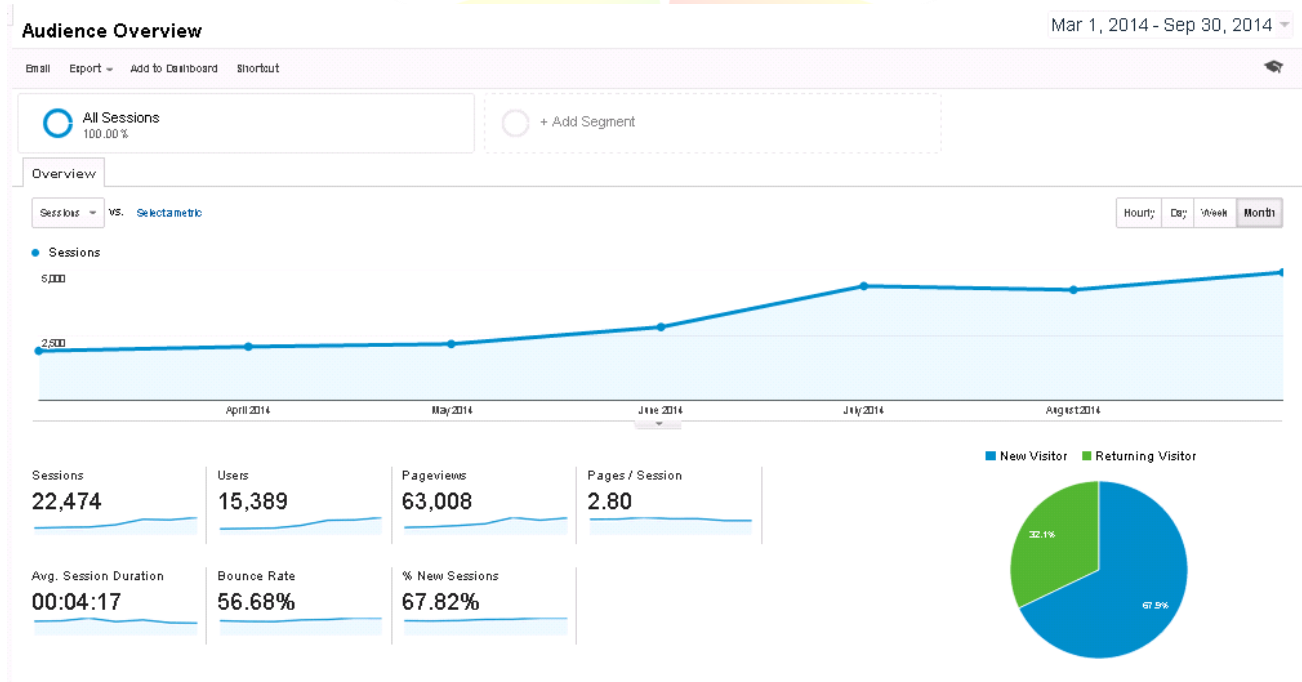 Audience Overview
Mar 1, 2014 - Sep 30, 2014
Email Export Add to Dashboard Shortcut
All Sessions
100.00%
+ Add Segment
Overview
Sessions vs. Select a metric
Hourly Day Week Month
Sessions
5,000
2,500
April 2014 May 2014 June 2014 July 2014 August 2014
New Visitor Returning Visitor
Sessions Users Pageviews Pages / Session
22,474 15,389 63,008 2.80
32.1%
Avg. Session Duration Bounce Rate % New Sessions
00:04:17 56.68% 67.82%
67.9%